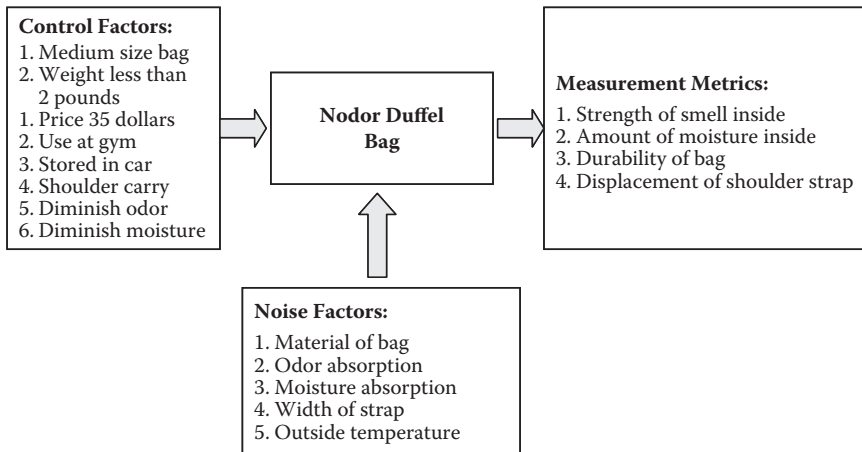 Control Factors:
1. Medium size bag
2. Weight less than
2 pounds
1. Price 35 dollars
2. Use at gym
3. Stored in car
4. Shoulder carry
5. Diminish odor
6. Diminish moisture
Nodor Duffel
Bag
Measurement Metrics:
1. Strength of smell inside
2. Amount of moisture inside
3. Durability of bag
4. Displacement of shoulder strap
Noise Factors:
1. Material of bag
2. Odor absorption
3. Moisture absorption
4. Width of strap
5. Outside temperature